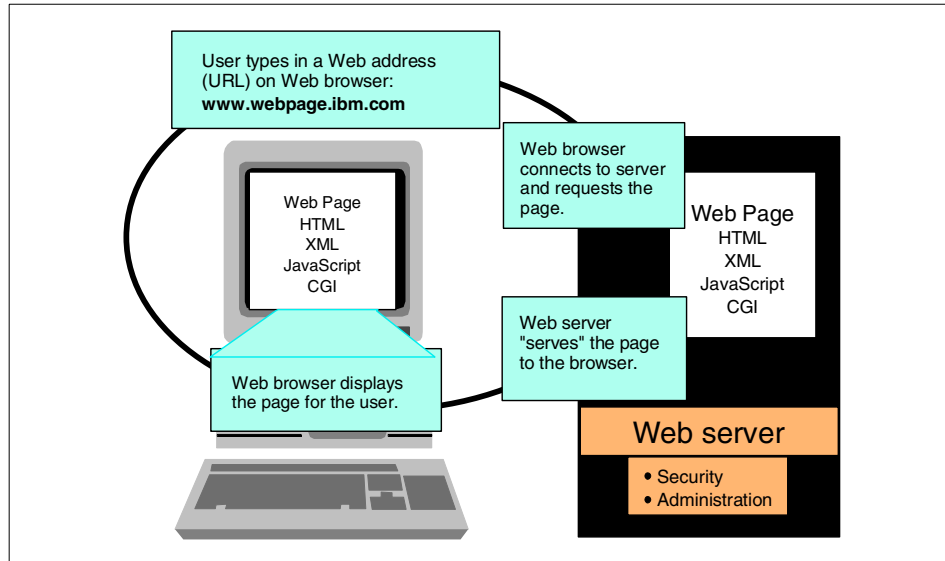 User types in a Web address
(URL) on Web browser:
www.webpage.ibm.com
Web browser
connects to server
and requests the
page.
Web Page
HTML
XML
JavaScript
CGI
Web Page
HTML
XML
JavaScript
CGI
Web server
"serves" the page
to the browser.
Web browser displays
the page for the user.
Web server
• Security
• Administration